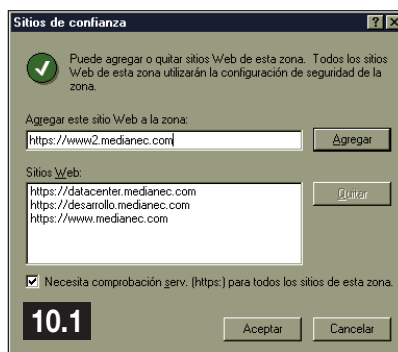 Sitios de confianza
Puede agregar o quitar sitios Web de esta zona. Todos los sitios
Web de esta zona utilizarán la configuración de seguridad de la
zona.
Agregar este sitio Web a la zona:
https://www2.medianec.com
Agregar
Sitios Web:
https://datacenter.medianec.com
https://desarrollo.medianec.com
https://www.medianec.com
Quitar
Necesita comprobación serv. (https:) para todos los sitios de esta zona.
10.1
Aceptar
Cancelar